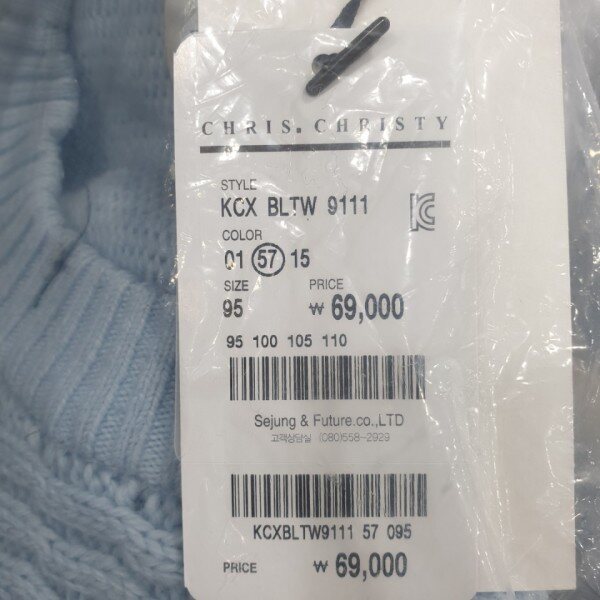 CHRIS. CHRISTY
STYLE
KCX BLTW 9111
COLOR
01 57 15
SIZE PRICE
95 ₩ 69,000
95 100 105 110
Sejung & Future.co.,LTD
고객상담실 (080)558-2929
KCXBLTW9111 57 095
PRICE ₩ 69,000